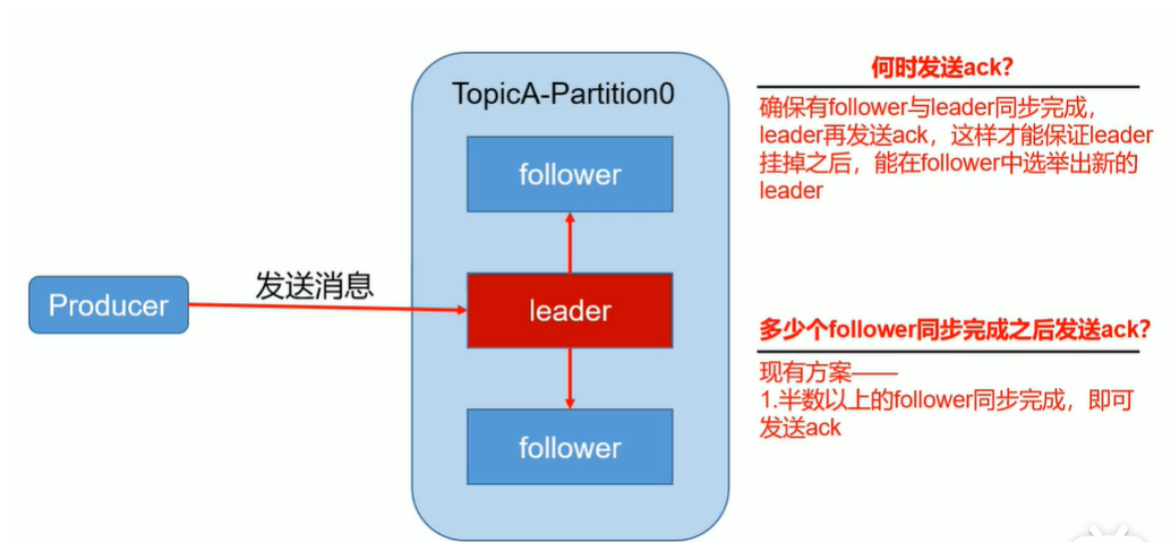 TopicA-Partition0
follower
Producer
发送消息
leader
follower
何时发送ack?
确保有follower与leader同步完成,
leader再发送ack,这样才能保证leader
挂掉之后,能在follower中选举出新的
leader
多少个follower同步完成之后发送ack?
现有方案——
1.半数以上的follower同步完成,即可
发送ack